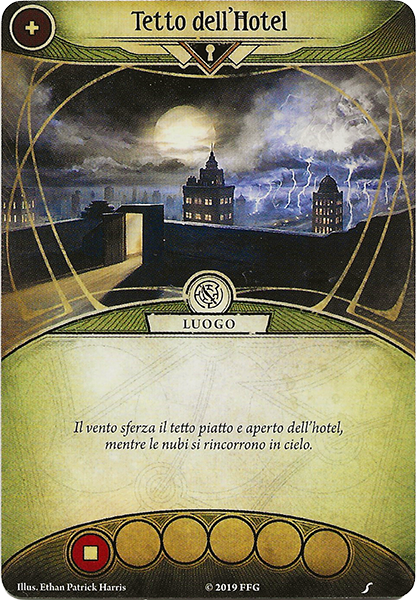 Tetto dell'Hotel
LUOGO
Il vento sferza il tetto piatto e aperto dell'hotel,
mentre le nubi si rincorrono in cielo.
Illus. Ethan Patrick Harris
© 2019 FFG